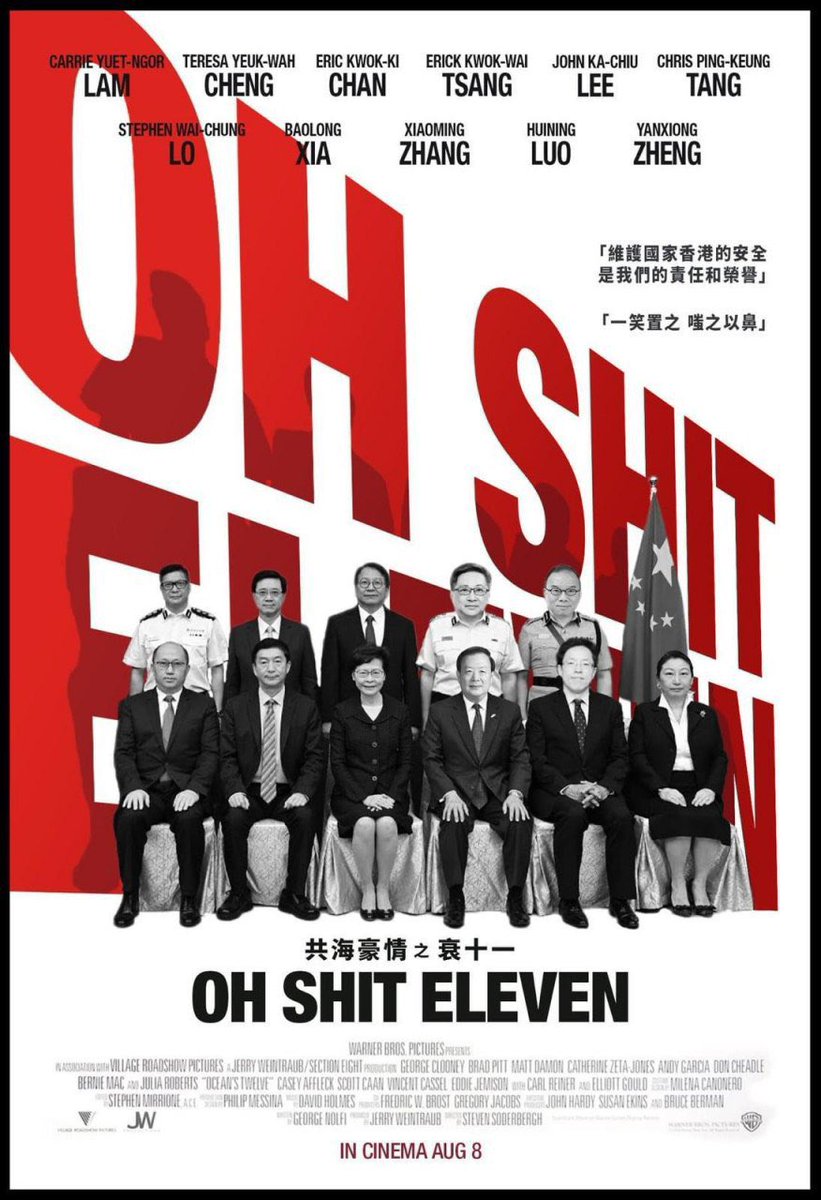 CARRIE YUET-NGOR LAM
TERESA YEUK-WAH CHENG
ERIC KWOK-KI CHAN
ERICK KWOK-WAI TSANG
JOHN KA-CHIU LEE
CHRIS PING-KEUNG TANG
STEPHEN WAI-CHUNG LO
BAOLONG XIA
XIAOMING ZHANG
HUINING LUO
YANXIONG ZHENG
OH SHIT
「維護國家香港的安全
是我們的責任和榮譽」
「一笑置之 嗤之以鼻」
共海豪情之衰十一
OH SHIT ELEVEN
WARNER BROS. PICTURES PRESENTS
IN ASSOCIATION WITH VILLAGE ROADSHOW PICTURES A JERRY WEINTRAUB/SECTION EIGHT PRODUCTION GEORGE CLOONEY BRAD PITT MATT DAMON CATHERINE ZETA-JONES ANDY GARCIA DON CHEADLE
BERNIE MAC AND JULIA ROBERTS "OCEAN'S TWELVE" CASEY AFFLECK SCOTT CAAN VINCENT CASSEL EDDIE JEMISON WITH CARL REINER AND ELLIOTT GOULD MILENA CANONERO
STEPHEN MIRRIONE A.C.E. PHILIP MESSINA DAVID HOLMES FREDRIC W. BROST GREGORY JACOBS JOHN HARDY SUSAN EKINS AND BRUCE BERMAN
GEORGE NOLFI JERRY WEINTRAUB STEVEN SODERBERGH
VILLAGE ROADSHOW PICTURES
JW
WARNER BROS. PICTURES
IN CINEMA AUG 8